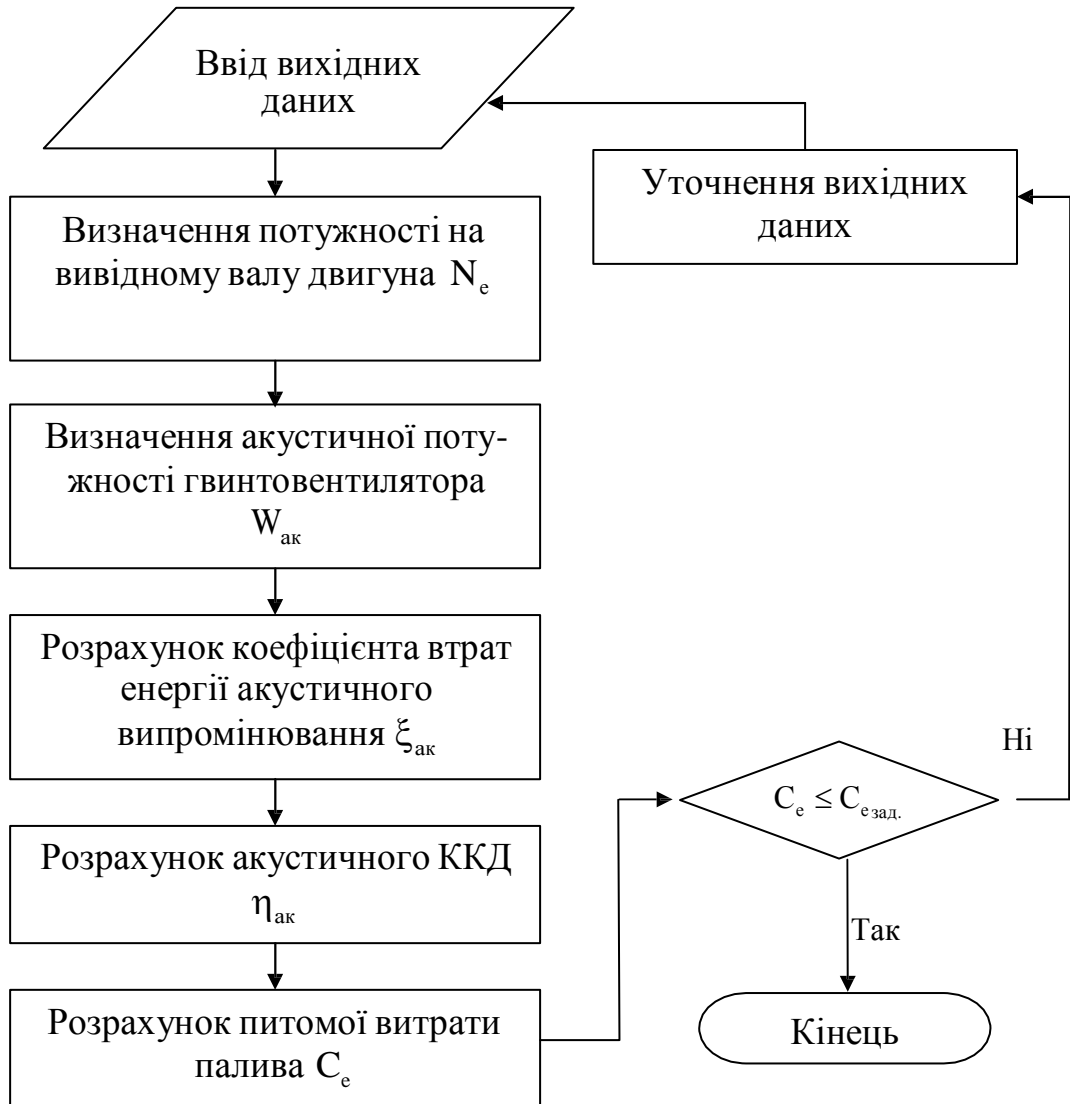 Ввід вихідних
даних
Уточнення вихідних
даних
Визначення потужності на
вивідному валу двигуна N_e
Визначення акустичної поту-
жності гвинтовентилятора
W_ак
Розрахунок коефіцієнта втрат
енергії акустичного
випромінювання ξ_ак
Розрахунок акустичного ККД
η_ак
Розрахунок питомої витрати
палива C_e
C_e ≤ C_e зад.
Ні
Так
Кінець